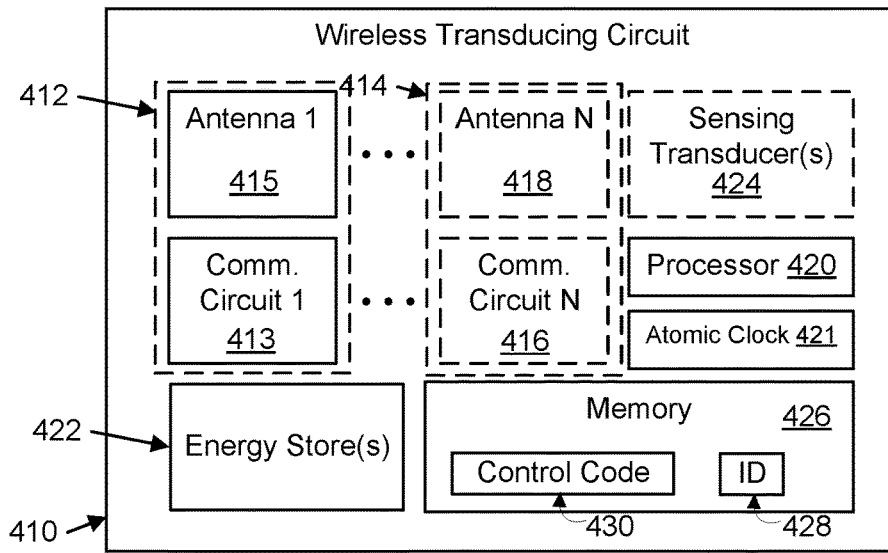 Wireless Transducing Circuit
412
414
Antenna 1
415
• • •
Antenna N
418
Sensing
Transducer(s)
424
Comm.
Circuit 1
413
• • •
Comm.
Circuit N
416
Processor 420
Atomic Clock 421
422
Energy Store(s)
Memory
426
Control Code
ID
410
430
428